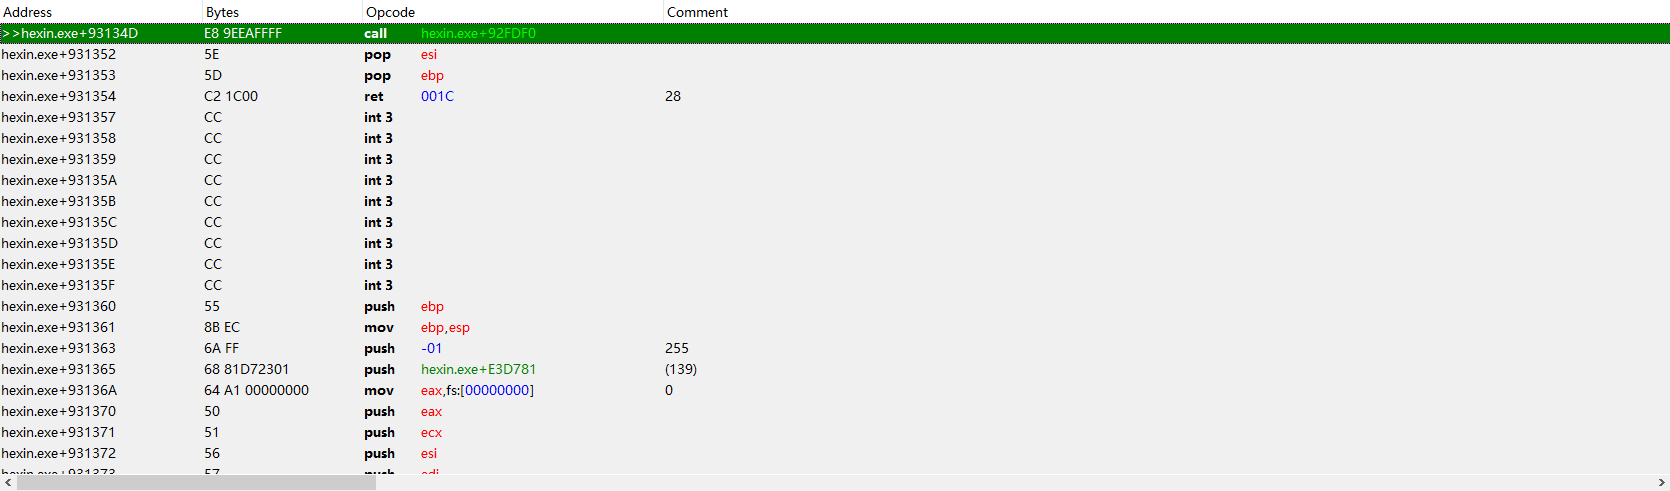 Address Bytes Opcode Comment
>>hexin.exe+93134D E8 9EEAFFFF call hexin.exe+92FDF0
hexin.exe+931352 5E pop esi
hexin.exe+931353 5D pop ebp
hexin.exe+931354 C2 1C00 ret 001C 28
hexin.exe+931357 CC int 3
hexin.exe+931358 CC int 3
hexin.exe+931359 CC int 3
hexin.exe+93135A CC int 3
hexin.exe+93135B CC int 3
hexin.exe+93135C CC int 3
hexin.exe+93135D CC int 3
hexin.exe+93135E CC int 3
hexin.exe+93135F CC int 3
hexin.exe+931360 55 push ebp
hexin.exe+931361 8B EC mov ebp,esp
hexin.exe+931363 6A FF push -01 255
hexin.exe+931365 68 81D72301 push hexin.exe+E3D781 (139)
hexin.exe+93136A 64 A1 00000000 mov eax,fs:[00000000] 0
hexin.exe+931370 50 push eax
hexin.exe+931371 51 push ecx
hexin.exe+931372 56 push esi
hexin.exe+931373 57 push edi